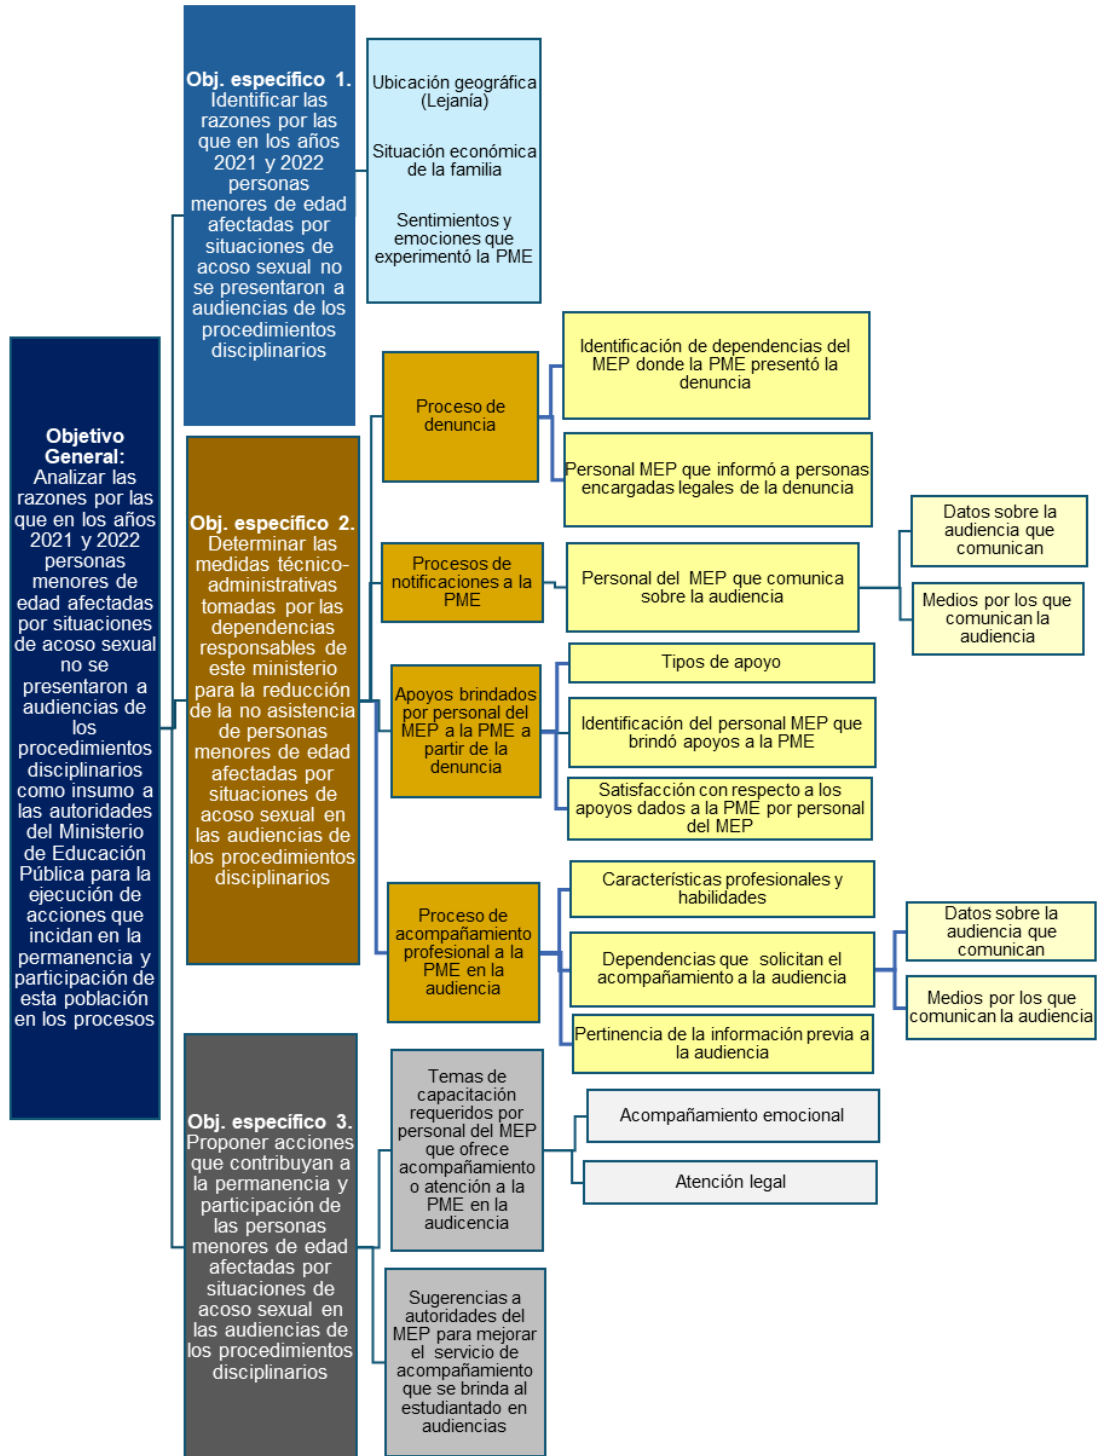 Objetivo
General:
Analizar las
razones por las
que en los años
2021 y 2022
personas
menores de
edad afectadas
por situaciones
de acoso sexual
no se
presentaron a
audiencias de
los
procedimientos
disciplinarios
como insumo a
las autoridades
del Ministerio
de Educación
Pública para la
ejecución de
acciones que
incidan en la
permanencia y
participación de
esta población
en los procesos
Obj. específico 1.
Identificar las
razones por las
que en los años
2021 y 2022
personas
menores de edad
afectadas por
situaciones de
acoso sexual no
se presentaron a
audiencias de los
procedimientos
disciplinarios
Ubicación geográfica
(Lejanía)
Situación económica
de la familia
Sentimientos y
emociones que
experimentó la PME
Obj. específico 2.
Determinar las
medidas técnico-
administrativas
tomadas por las
dependencias
responsables de
este ministerio
para la reducción
de la no asistencia
de personas
menores de edad
afectadas por
situaciones de
acoso sexual en
las audiencias de
los procedimientos
disciplinarios
Proceso de
denuncia
Identificación de dependencias del
MEP donde la PME presentó la
denuncia
Personal MEP que informó a personas
encargadas legales de la denuncia
Procesos de
notificaciones a la
PME
Personal del MEP que comunica
sobre la audiencia
Datos sobre la
audiencia que
comunican
Medios por los que
comunican la
audiencia
Apoyos brindados
por personal del
MEP a la PME a
partir de la
denuncia
Tipos de apoyo
Identificación del personal MEP que
brindó apoyos a la PME
Satisfacción con respecto a los
apoyos dados a la PME por personal
del MEP
Proceso de
acompañamiento
profesional a la
PME en la
audiencia
Características profesionales y
habilidades
Dependencias que solicitan el
acompañamiento a la audiencia
Datos sobre la
audiencia que
comunican
Medios por los que
comunican la audiencia
Pertinencia de la información previa a
la audiencia
Obj. específico 3.
Proponer acciones
que contribuyan a
la permanencia y
participación de
las personas
menores de edad
afectadas por
situaciones de
acoso sexual en
las audiencias de
los procedimientos
disciplinarios
Temas de
capacitación
requeridos por
personal del MEP
que ofrece
acompañamiento
o atención a la
PME en la
audicencia
Acompañamiento emocional
Atención legal
Sugerencias a
autoridades del
MEP para mejorar
el servicio de
acompañamiento
que se brinda al
estudiantado en
audiencias